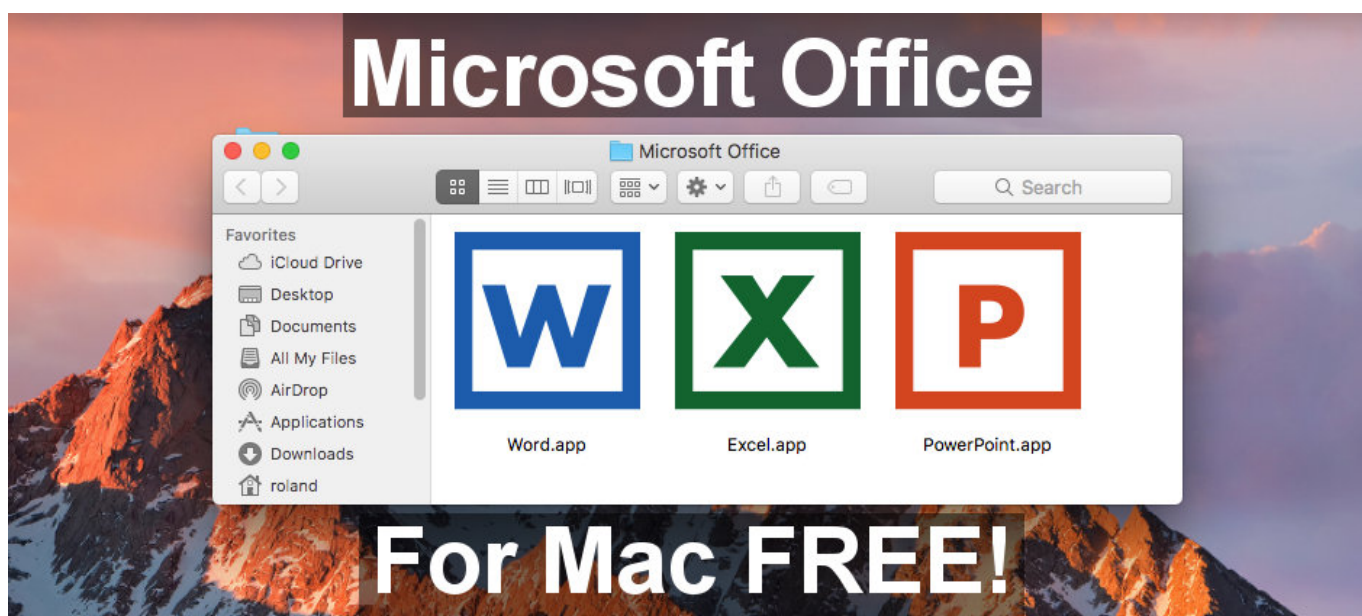 Microsoft Office
Microsoft Office
Search
Favorites
iCloud Drive
Desktop
Documents
All My Files
AirDrop
Applications
Downloads
roland
W X P
Word.app Excel.app PowerPoint.app
For Mac FREE!